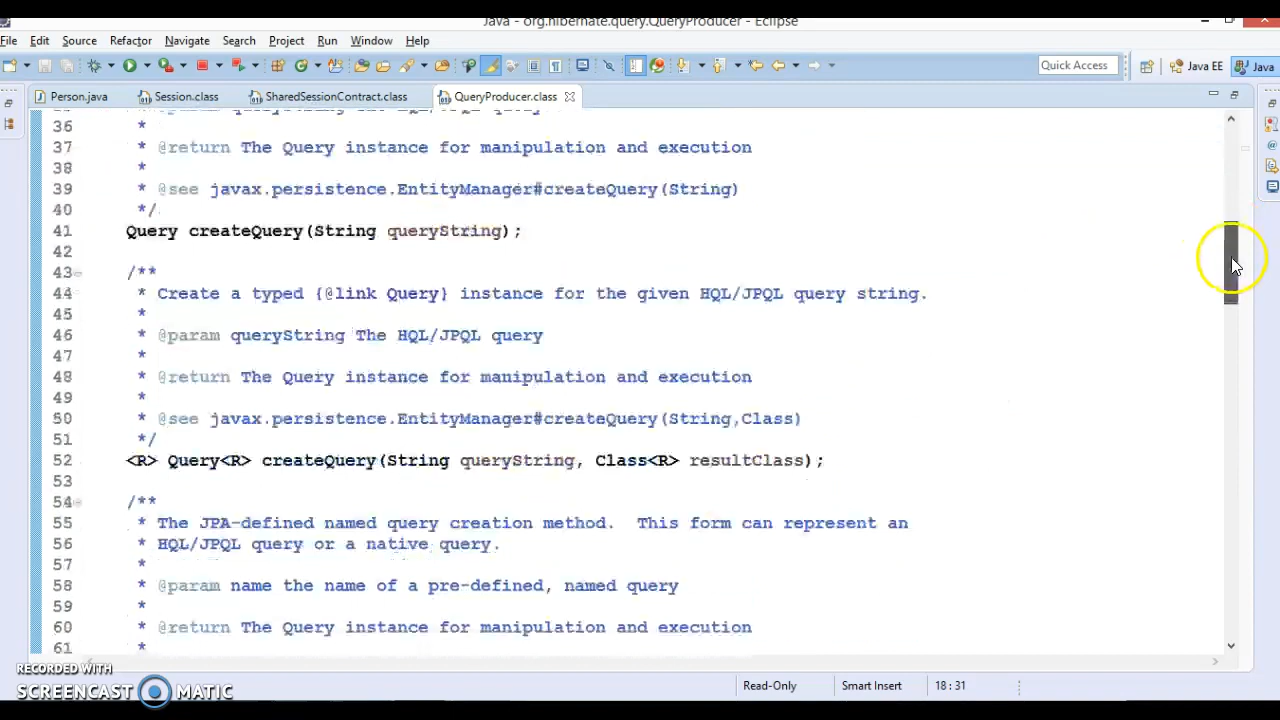 Java - org.hibernate.query.QueryProducer - Eclipse
File Edit Source Refactor Navigate Search Project Run Window Help
Quick Access Java EE Java
Person.java Session.class SharedSessionContract.class QueryProducer.class
36 *
37 * @return The Query instance for manipulation and execution
38 *
39 * @see javax.persistence.EntityManager#createQuery(String)
40 */
41 Query createQuery(String queryString);
42
43 /**
44 * Create a typed {@link Query} instance for the given HQL/JPQL query string.
45 *
46 * @param queryString The HQL/JPQL query
47 *
48 * @return The Query instance for manipulation and execution
49 *
50 * @see javax.persistence.EntityManager#createQuery(String,Class)
51 */
52 <R> Query<R> createQuery(String queryString, Class<R> resultClass);
53
54 /**
55 * The JPA-defined named query creation method.  This form can represent an
56 * HQL/JPQL query or a native query.
57 *
58 * @param name the name of a pre-defined, named query
59 *
60 * @return The Query instance for manipulation and execution
61 *
RECORDED WITH
SCREENCAST MATIC
Read-Only Smart Insert 18 : 31